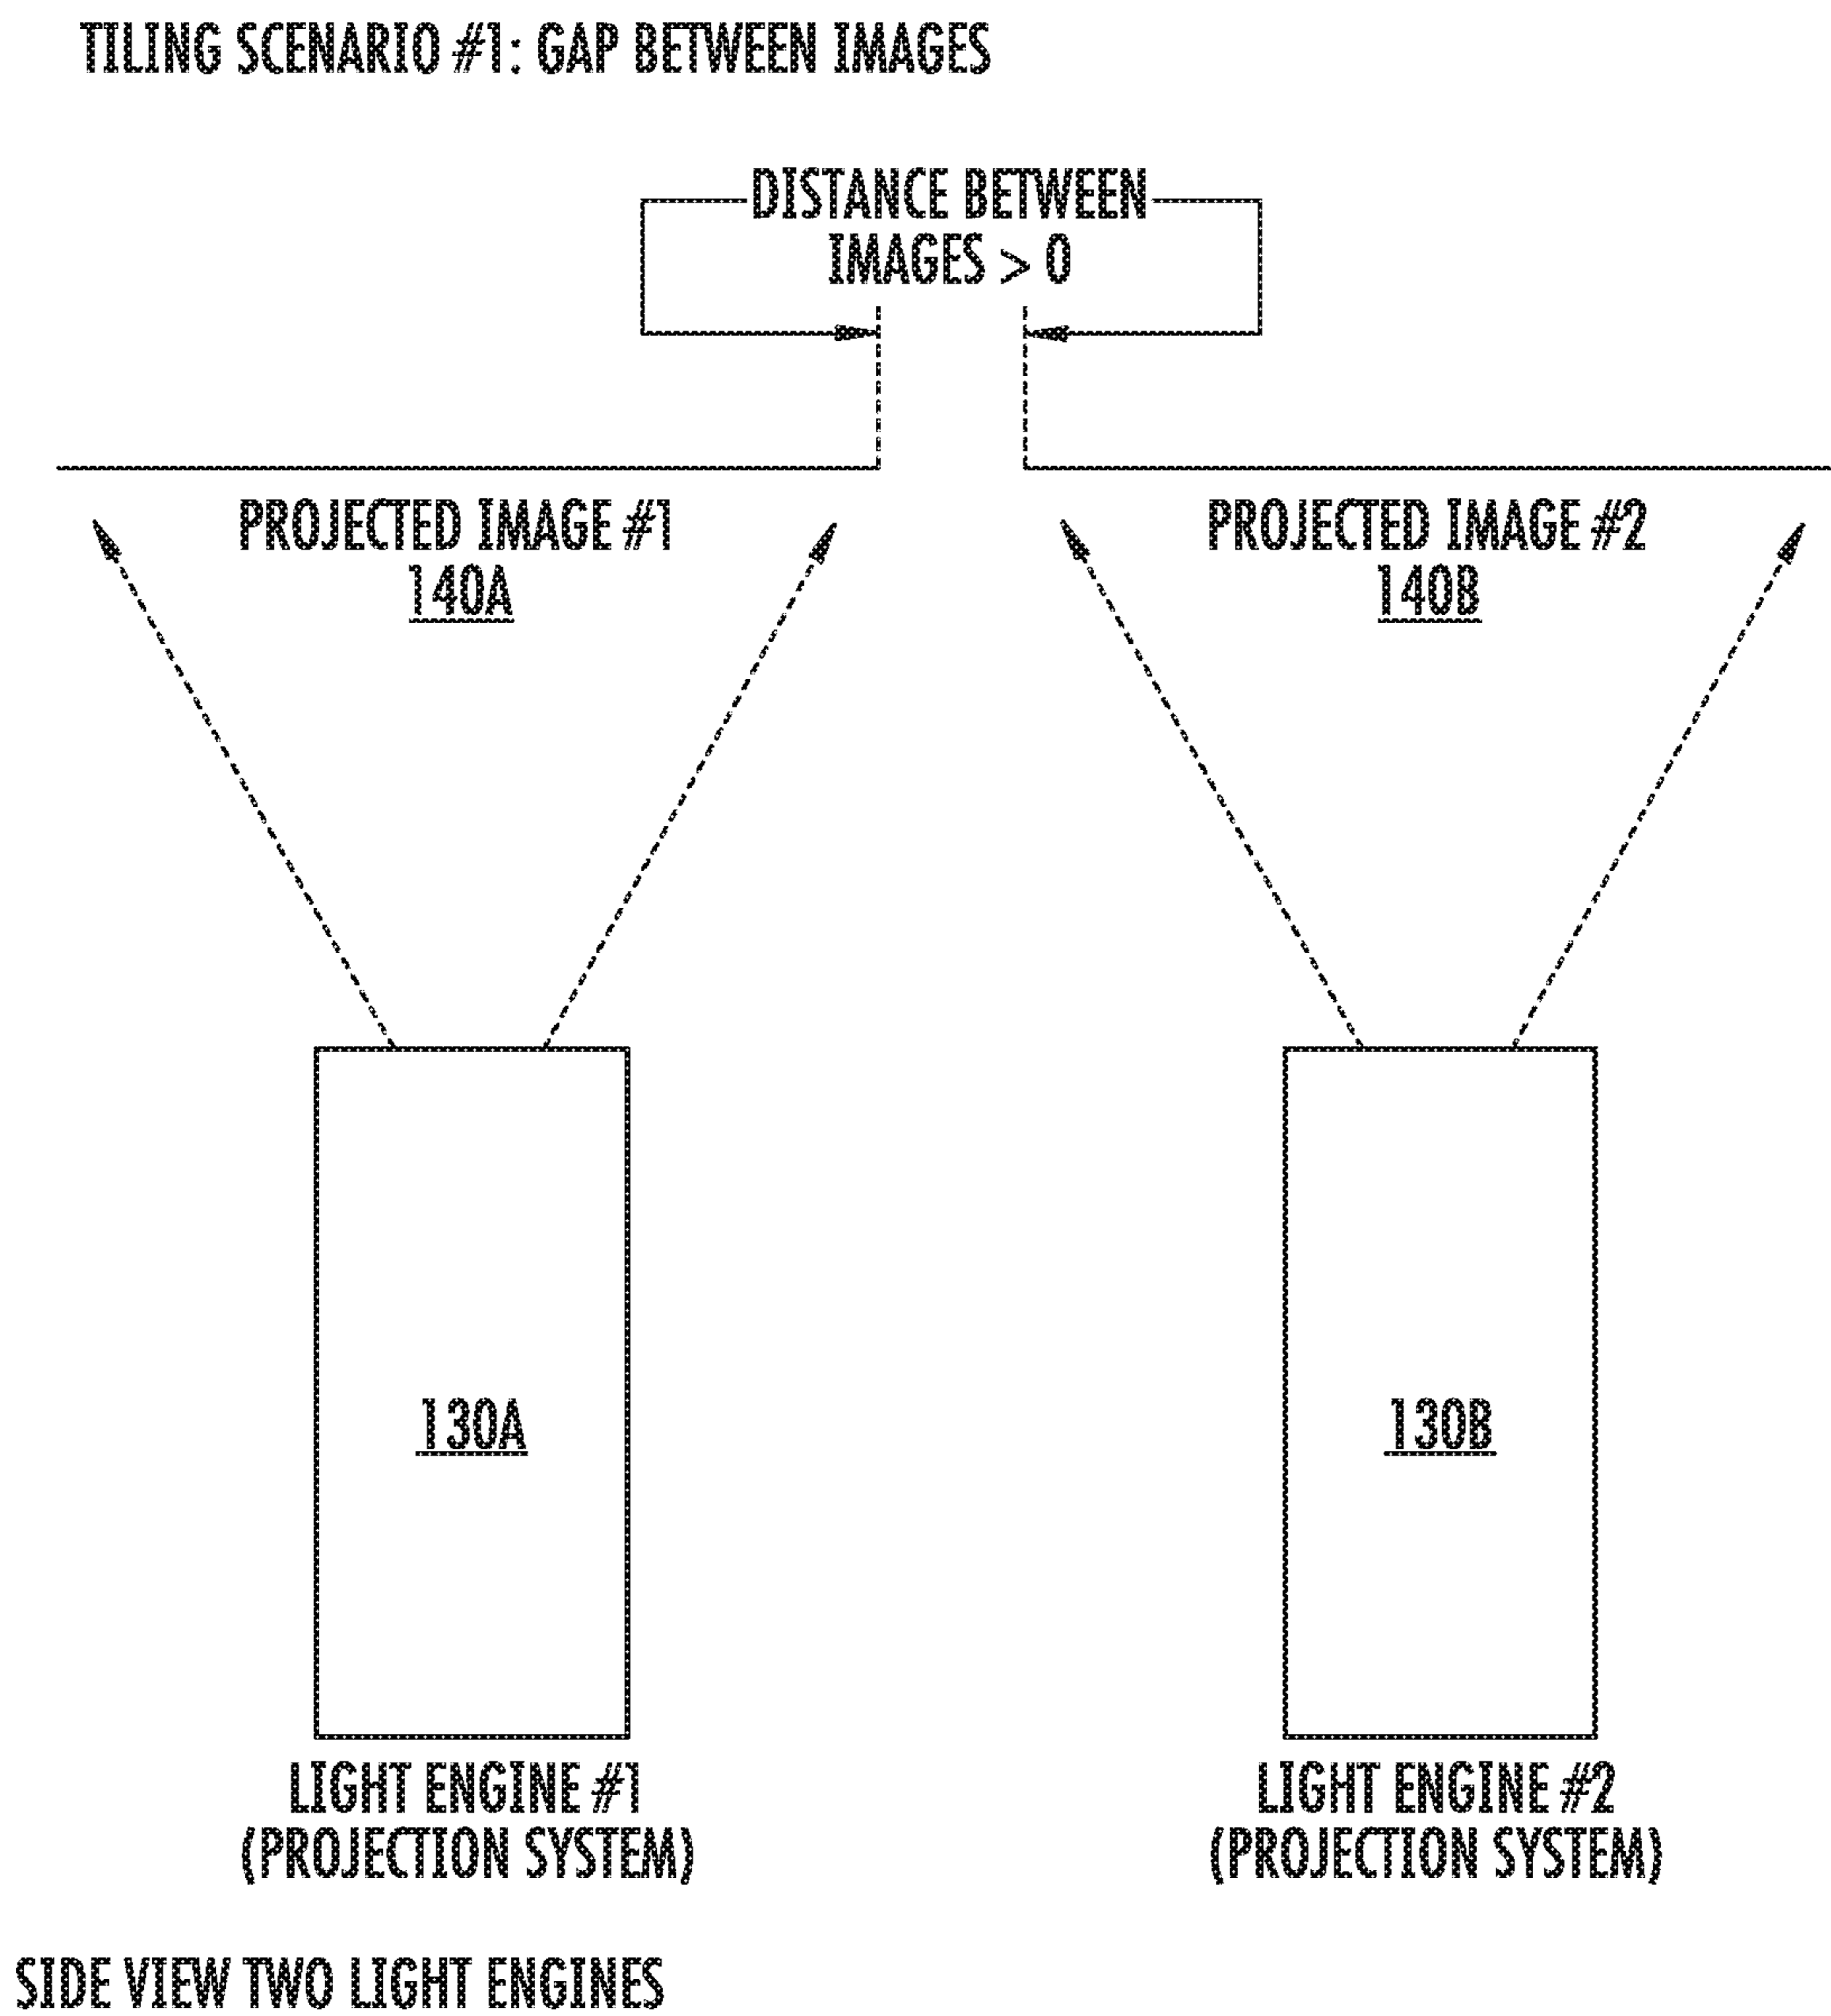 TILING SCENARIO #1: GAP BETWEEN IMAGES
DISTANCE BETWEEN
IMAGES > 0
PROJECTED IMAGE #1
140A
PROJECTED IMAGE #2
140B
130A
130B
LIGHT ENGINE #1
(PROJECTION SYSTEM)
LIGHT ENGINE #2
(PROJECTION SYSTEM)
SIDE VIEW TWO LIGHT ENGINES